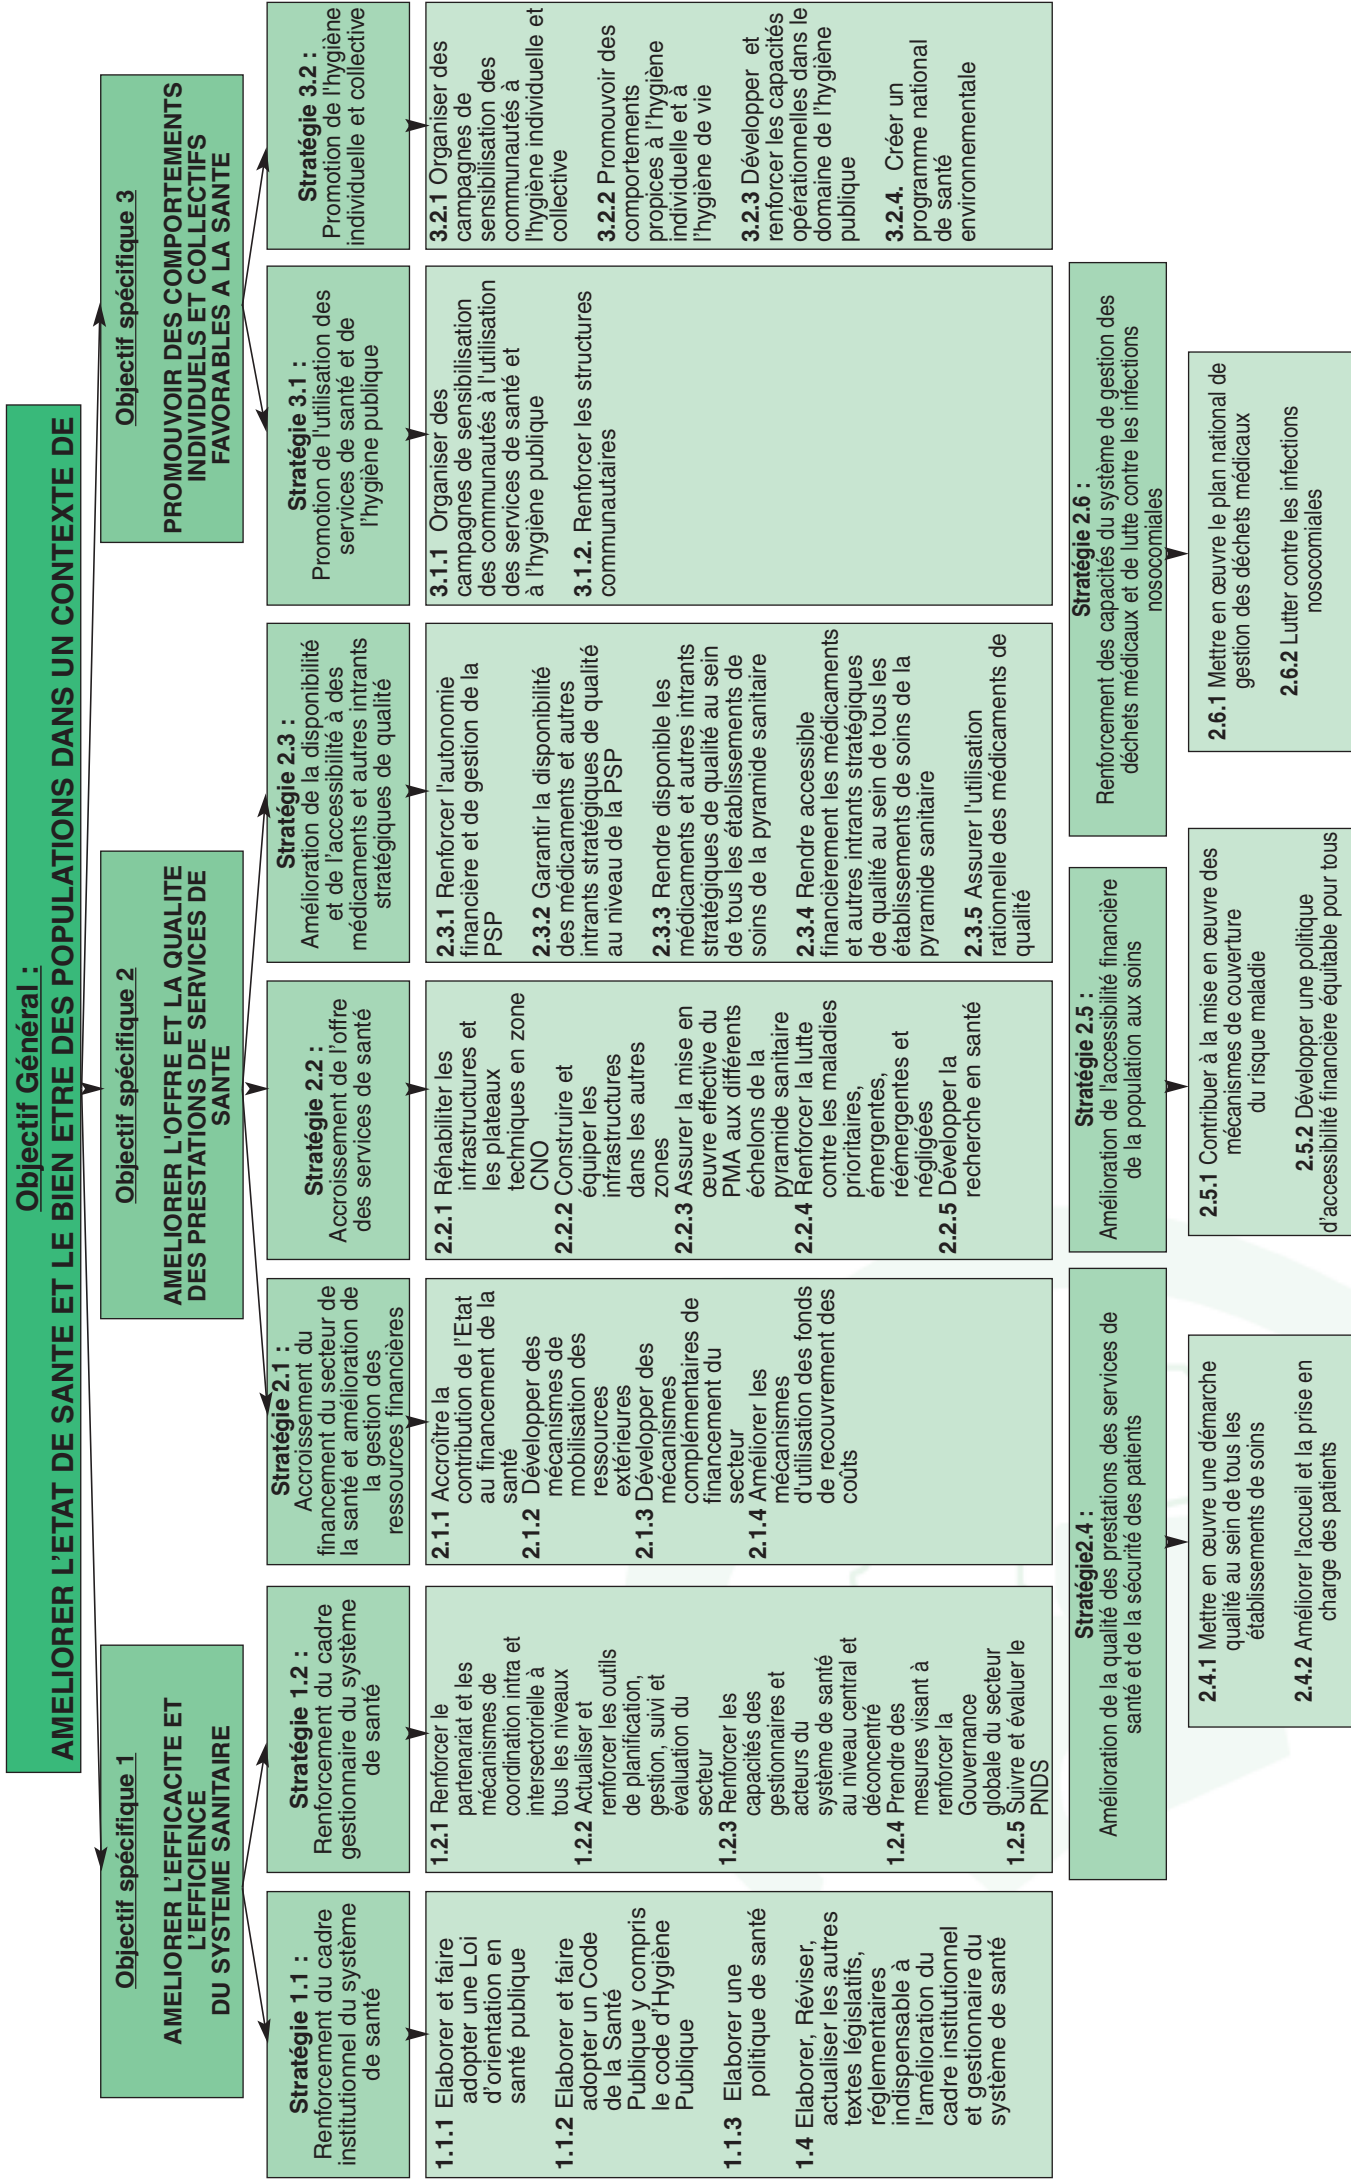 Objectif Général :
AMELIORER L'ETAT DE SANTE ET LE BIEN ETRE DES POPULATIONS DANS UN CONTEXTE DE
Objectif spécifique 1
AMELIORER L'EFFICACITE ET
L'EFFICIENCE
DU SYSTEME SANITAIRE
Objectif spécifique 2
AMELIORER L'OFFRE ET LA QUALITE
DES PRESTATIONS DE SERVICES DE
SANTE
Objectif spécifique 3
PROMOUVOIR DES COMPORTEMENTS
INDIVIDUELS ET COLLECTIFS
FAVORABLES A LA SANTE
Stratégie 1.1 :
Renforcement du cadre
institutionnel du système
de santé
Stratégie 1.2 :
Renforcement du cadre
gestionnaire du système
de santé
Stratégie 2.1 :
Accroissement du
financement du secteur de
la santé et amélioration de
la gestion des
ressources financières
Stratégie 2.2 :
Accroissement de l'offre
des services de santé
Stratégie 2.3 :
Amélioration de la disponibilité
et de l'accessibilité à des
médicaments et autres intrants
stratégiques de qualité
Stratégie 3.1 :
Promotion de l'utilisation des
services de santé et de
l'hygiène publique
Stratégie 3.2 :
Promotion de l'hygiène
individuelle et collective
1.1.1 Elaborer et faire
adopter une Loi
d'orientation en
santé publique
1.1.2 Elaborer et faire
adopter un Code
de la Santé
Publique y compris
le code d'Hygiène
Publique
1.1.3 Elaborer une
politique de santé
1.4 Elaborer, Réviser,
actualiser les autres
textes législatifs,
réglementaires
indispensable à
l'amélioration du
cadre institutionnel
et gestionnaire du
système de santé
1.2.1 Renforcer le
partenariat et les
mécanismes de
coordination intra et
intersectorielle à
tous les niveaux
1.2.2 Actualiser et
renforcer les outils
de planification,
gestion, suivi et
évaluation du
secteur
1.2.3 Renforcer les
capacités des
gestionnaires et
acteurs du
système de santé
au niveau central et
déconcentré
1.2.4 Prendre des
mesures visant à
renforcer la
Gouvernance
globale du secteur
1.2.5 Suivre et évaluer le
PNDS
2.1.1 Accroître la
contribution de l'Etat
au financement de la
santé
2.1.2 Développer des
mécanismes de
mobilisation des
ressources
extérieures
2.1.3 Développer des
mécanismes
complémentaires de
financement du
secteur
2.1.4 Améliorer les
mécanismes
d'utilisation des fonds
de recouvrement des
coûts
2.2.1 Réhabiliter les
infrastructures et
les plateaux
techniques en zone
CNO
2.2.2 Construire et
équiper les
infrastructures
dans les autres
zones
2.2.3 Assurer la mise en
œuvre effective du
PMA aux différents
échelons de la
pyramide sanitaire
2.2.4 Renforcer la lutte
contre les maladies
prioritaires,
émergentes,
réémergentes et
négligées
2.2.5 Développer la
recherche en santé
2.3.1 Renforcer l'autonomie
financière et de gestion de la
PSP
2.3.2 Garantir la disponibilité
des médicaments et autres
intrants stratégiques de qualité
au niveau de la PSP
2.3.3 Rendre disponible les
médicaments et autres intrants
stratégiques de qualité au sein
de tous les établissements de
soins de la pyramide sanitaire
2.3.4 Rendre accessible
financièrement les médicaments
et autres intrants stratégiques
de qualité au sein de tous les
établissements de soins de la
pyramide sanitaire
2.3.5 Assurer l'utilisation
rationnelle des médicaments de
qualité
3.1.1 Organiser des
campagnes de sensibilisation
des communautés à l'utilisation
des services de santé et
à l'hygiène publique
3.1.2. Renforcer les structures
communautaires
3.2.1 Organiser des
campagnes de
sensibilisation des
communautés à
l'hygiène individuelle et
collective
3.2.2 Promouvoir des
comportements
propices à l'hygiène
individuelle et à
l'hygiène de vie
3.2.3 Développer et
renforcer les capacités
opérationnelles dans le
domaine de l'hygiène
publique
3.2.4. Créer un
programme national
de santé
environnementale
Stratégie2.4 :
Amélioration de la qualité des prestations des services de
santé et de la sécurité des patients
Stratégie 2.5 :
Amélioration de l'accessibilité financière
de la population aux soins
Stratégie 2.6 :
Renforcement des capacités du système de gestion des
déchets médicaux et de lutte contre les infections
nosocomiales
2.4.1 Mettre en œuvre une démarche
qualité au sein de tous les
établissements de soins
2.4.2 Améliorer l'accueil et la prise en
charge des patients
2.5.1 Contribuer à la mise en œuvre des
mécanismes de couverture
du risque maladie
2.5.2 Développer une politique
d'accessibilité financière équitable pour tous
2.6.1 Mettre en œuvre le plan national de
gestion des déchets médicaux
2.6.2 Lutter contre les infections
nosocomiales